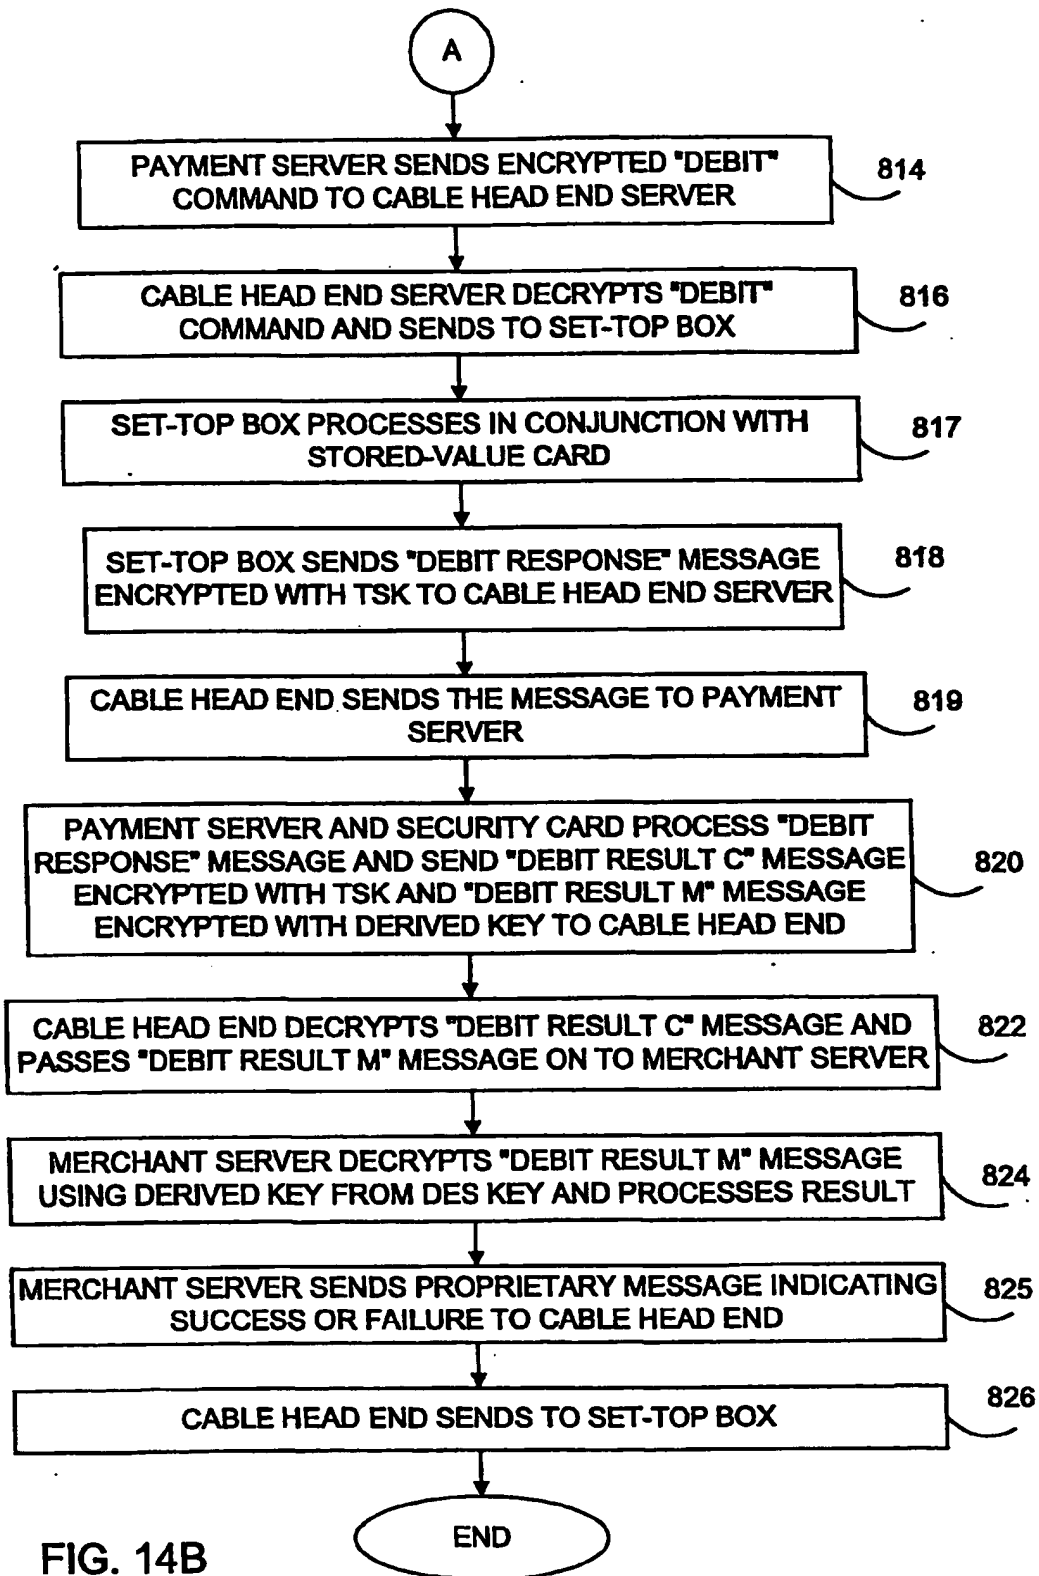 A
PAYMENT SERVER SENDS ENCRYPTED "DEBIT"
COMMAND TO CABLE HEAD END SERVER
814
CABLE HEAD END SERVER DECRYPTS "DEBIT"
COMMAND AND SENDS TO SET-TOP BOX
816
SET-TOP BOX PROCESSES IN CONJUNCTION WITH
STORED-VALUE CARD
817
SET-TOP BOX SENDS "DEBIT RESPONSE" MESSAGE
ENCRYPTED WITH TSK TO CABLE HEAD END SERVER
818
CABLE HEAD END SENDS THE MESSAGE TO PAYMENT
SERVER
819
PAYMENT SERVER AND SECURITY CARD PROCESS "DEBIT
RESPONSE" MESSAGE AND SEND "DEBIT RESULT C" MESSAGE
ENCRYPTED WITH TSK AND "DEBIT RESULT M" MESSAGE
ENCRYPTED WITH DERIVED KEY TO CABLE HEAD END
820
CABLE HEAD END DECRYPTS "DEBIT RESULT C" MESSAGE AND
PASSES "DEBIT RESULT M" MESSAGE ON TO MERCHANT SERVER
822
MERCHANT SERVER DECRYPTS "DEBIT RESULT M" MESSAGE
USING DERIVED KEY FROM DES KEY AND PROCESSES RESULT
824
MERCHANT SERVER SENDS PROPRIETARY MESSAGE INDICATING
SUCCESS OR FAILURE TO CABLE HEAD END
825
CABLE HEAD END SENDS TO SET-TOP BOX
826
END
FIG. 14B